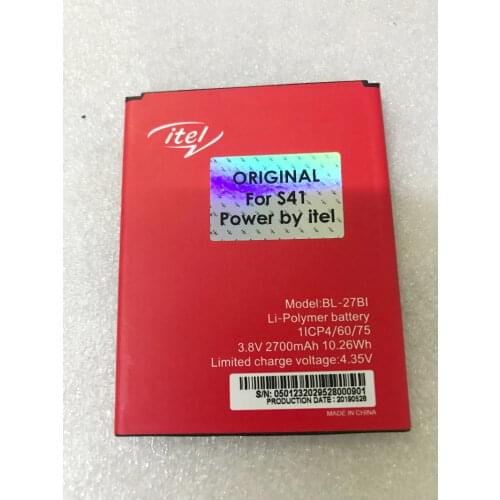 itel
ORIGINAL
For S41
Power by itel
Model:BL-27BI
Li-Polymer battery
1ICP4/60/75
3.8V 2700mAh 10.26Wh
Limited charge voltage:4.35V
S/N: 0501232029528000901
PRODUCTION DATE : 20190528
MADE IN CHINA